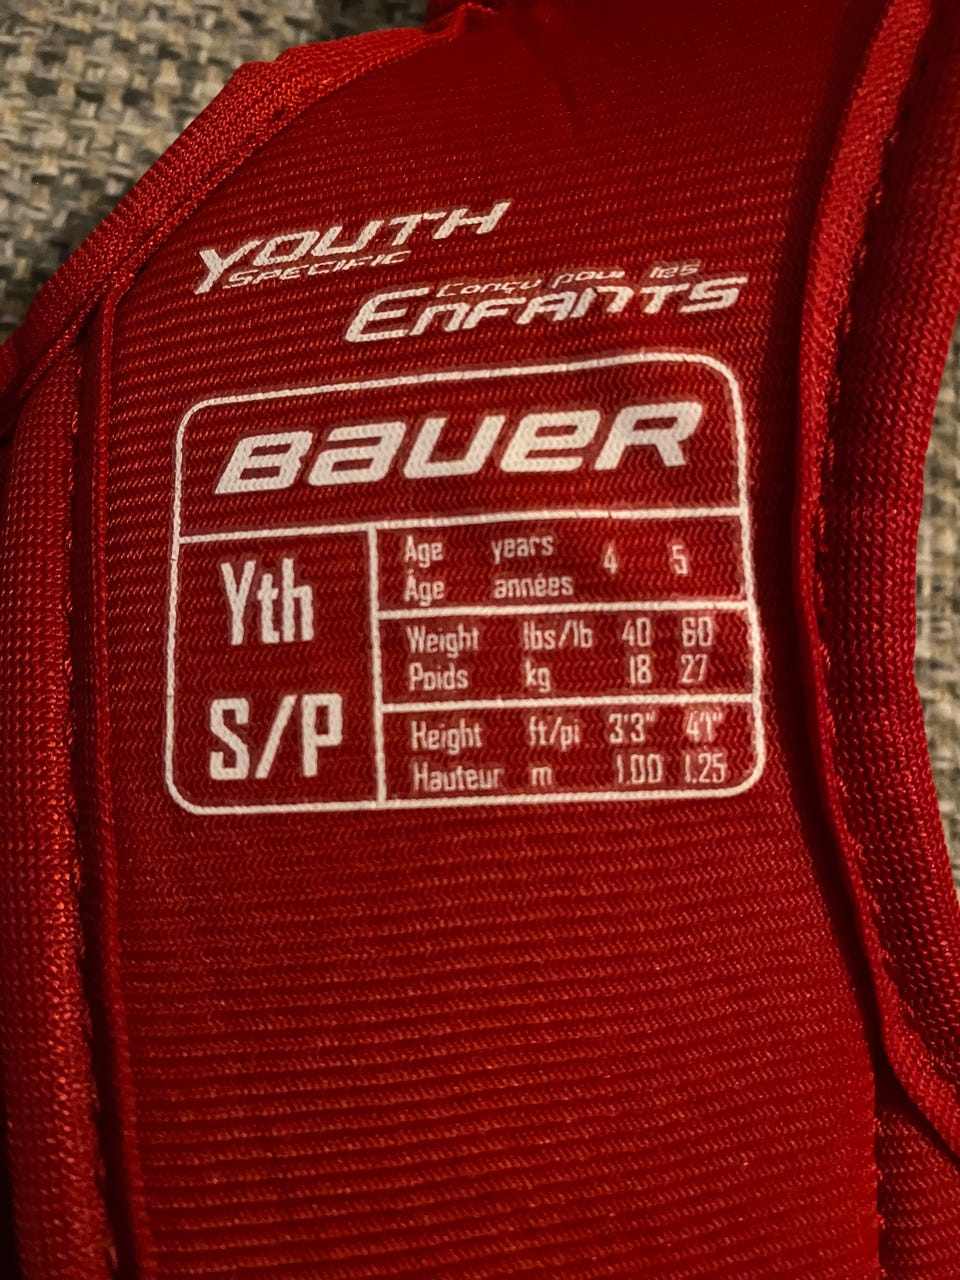 YOUTH
SPECIFIC
Conçu pour les
ENFANTS
BAUER
Yth
S/P
Age years 4 5
Âge années
Weight lbs/lb 40 60
Poids kg 18 27
Height ft/pi 3'3" 4'1"
Hauteur m 1.00 1.25